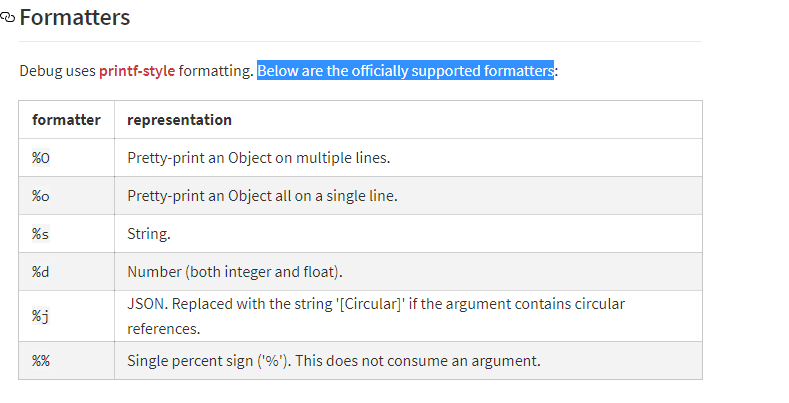 Formatters
Debug uses printf-style formatting. Below are the officially supported formatters:
formatter representation
%O Pretty-print an Object on multiple lines.
%o Pretty-print an Object all on a single line.
%s String.
%d Number (both integer and float).
%j JSON. Replaced with the string '[Circular]' if the argument contains circular
references.
%% Single percent sign ('%'). This does not consume an argument.